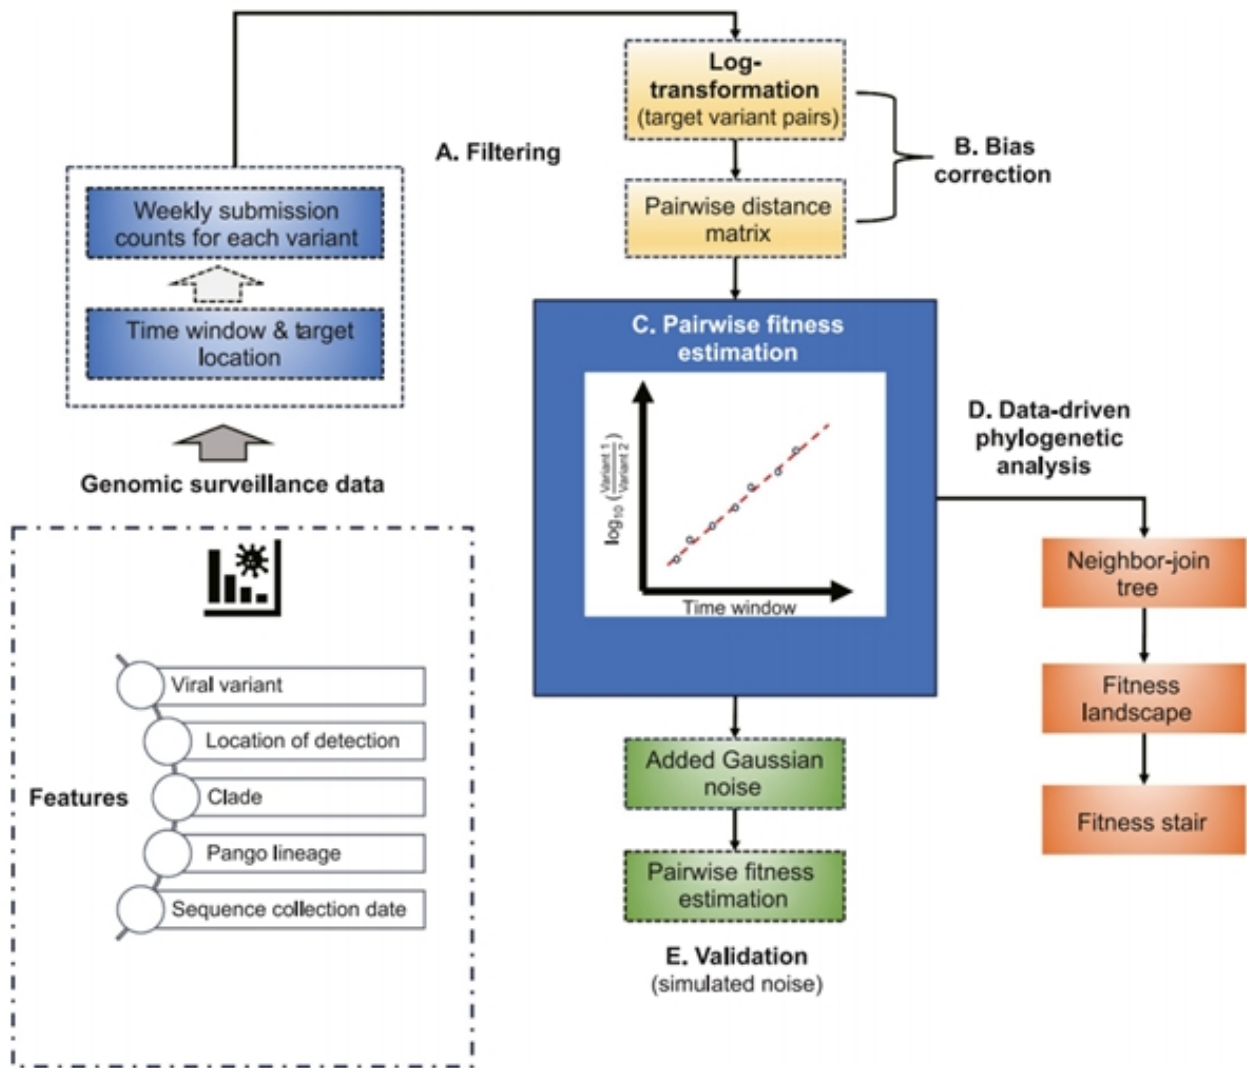 Log-
transformation
(target variant pairs)
A. Filtering
B. Bias
correction
Pairwise distance
matrix
Weekly submission
counts for each variant
Time window & target
location
Genomic surveillance data
Features
Viral variant
Location of detection
Clade
Pango lineage
Sequence collection date
C. Pairwise fitness
estimation
log10 (Variant 1
Variant 2)
Time window
D. Data-driven
phylogenetic
analysis
Neighbor-join
tree
Fitness
landscape
Fitness stair
Added Gaussian
noise
Pairwise fitness
estimation
E. Validation
(simulated noise)